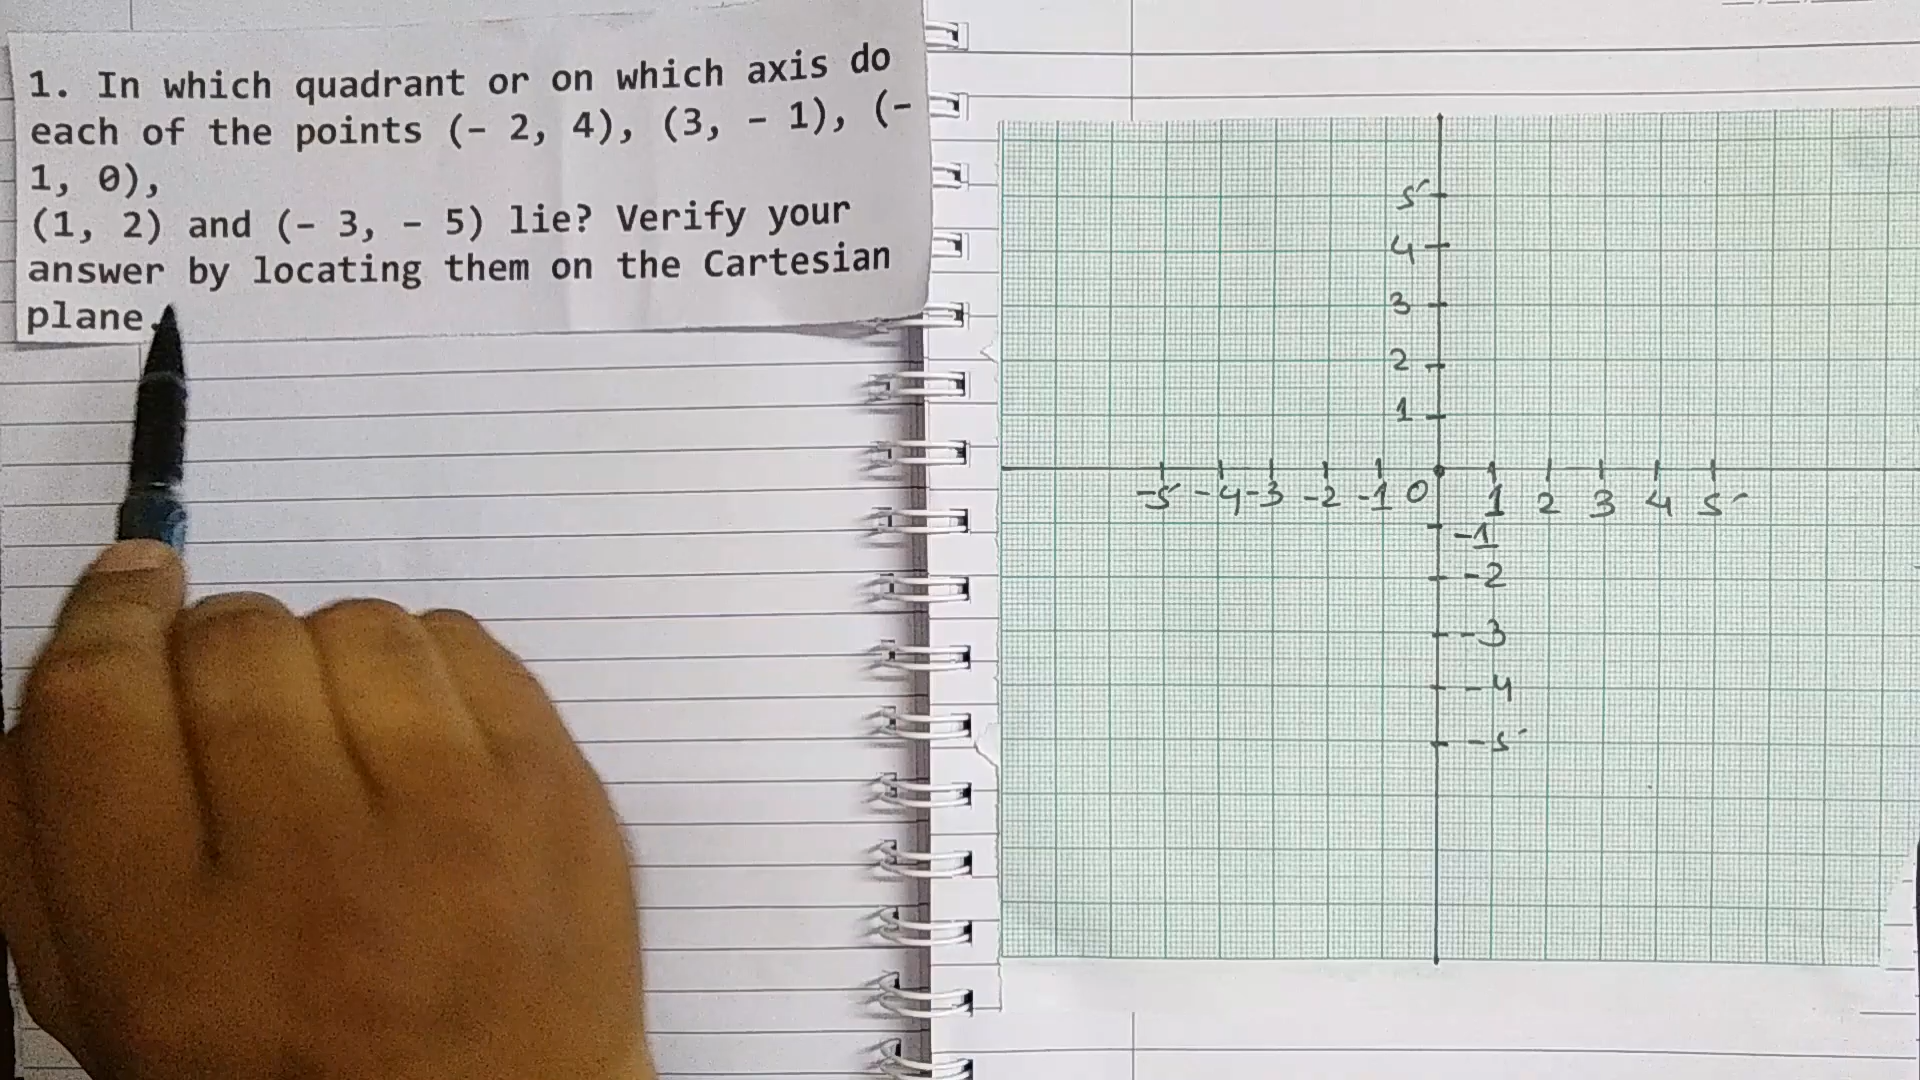 1. In which quadrant or on which axis do
each of the points (– 2, 4), (3, – 1), (–
1, 0),
(1, 2) and (– 3, – 5) lie? Verify your
answer by locating them on the Cartesian
plane.
5
4
3
2
1
-5 -4 -3 -2 -1 0 1 2 3 4 5
-1
-2
-3
-4
-5